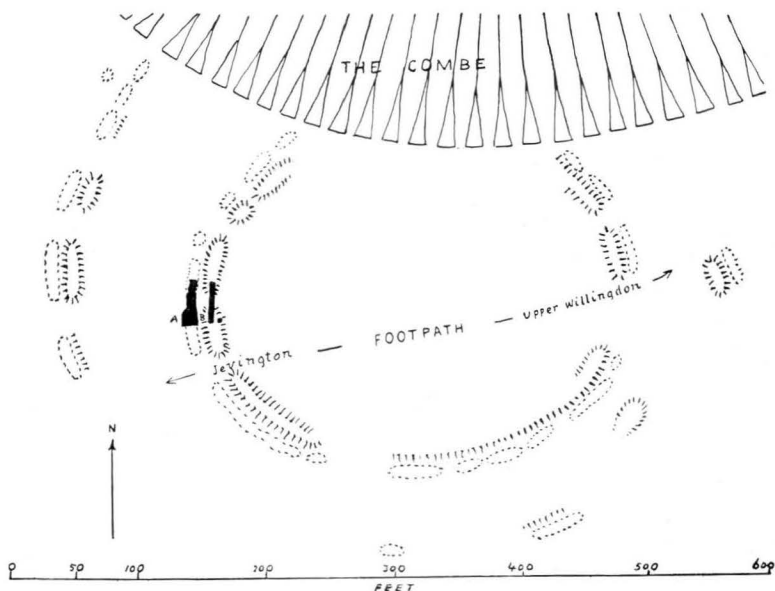 THE COMBE
A
Jevington
FOOTPATH
Upper Willingdon
N
0 50 100 200 300 400 500 600
FEET